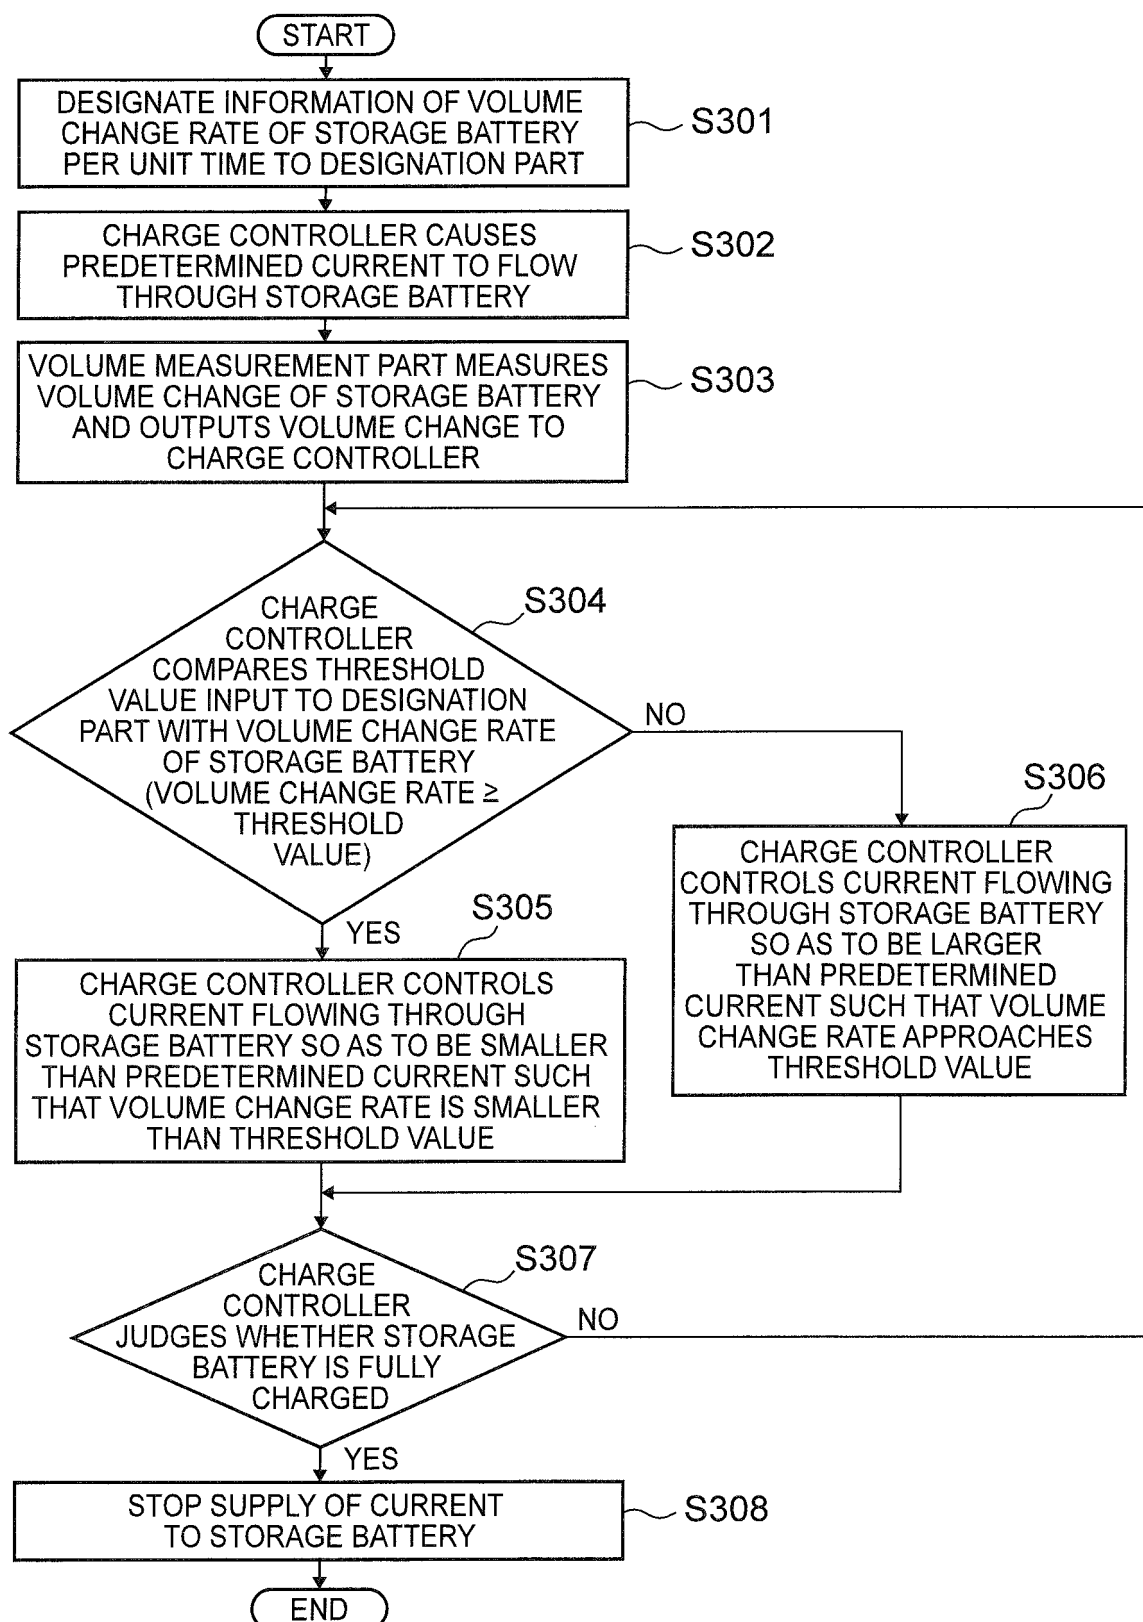 START
DESIGNATE INFORMATION OF VOLUME
CHANGE RATE OF STORAGE BATTERY
PER UNIT TIME TO DESIGNATION PART
S301
CHARGE CONTROLLER CAUSES
PREDETERMINED CURRENT TO FLOW
THROUGH STORAGE BATTERY
S302
VOLUME MEASUREMENT PART MEASURES
VOLUME CHANGE OF STORAGE BATTERY
AND OUTPUTS VOLUME CHANGE TO
CHARGE CONTROLLER
S303
CHARGE
CONTROLLER
COMPARES THRESHOLD
VALUE INPUT TO DESIGNATION
PART WITH VOLUME CHANGE RATE
OF STORAGE BATTERY
(VOLUME CHANGE RATE ≥
THRESHOLD
VALUE)
S304
NO
YES
S306
CHARGE CONTROLLER
CONTROLS CURRENT FLOWING
THROUGH STORAGE BATTERY
SO AS TO BE LARGER
THAN PREDETERMINED
CURRENT SUCH THAT VOLUME
CHANGE RATE APPROACHES
THRESHOLD VALUE
S305
CHARGE CONTROLLER CONTROLS
CURRENT FLOWING THROUGH
STORAGE BATTERY SO AS TO BE SMALLER
THAN PREDETERMINED CURRENT SUCH
THAT VOLUME CHANGE RATE IS SMALLER
THAN THRESHOLD VALUE
S307
CHARGE
CONTROLLER
JUDGES WHETHER STORAGE
BATTERY IS FULLY
CHARGED
NO
YES
STOP SUPPLY OF CURRENT
TO STORAGE BATTERY
S308
END